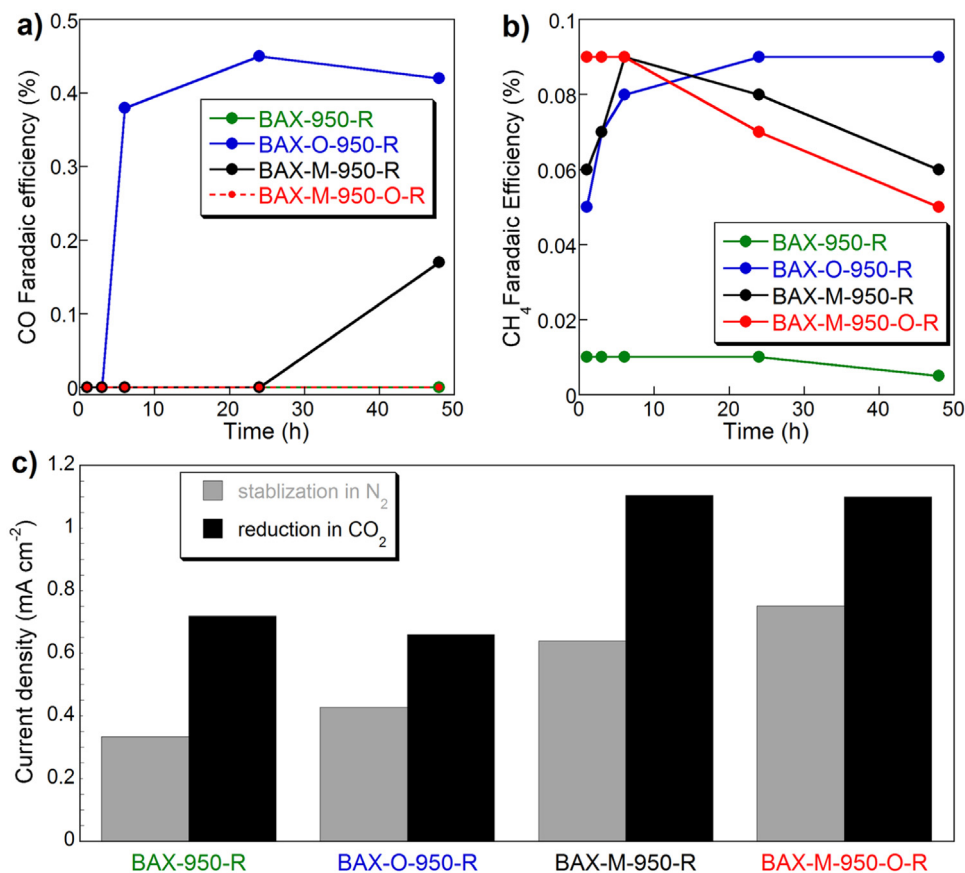 a)
CO Faradaic efficiency (%)
0.5
0.4
0.3
0.2
0.1
0
BAX-950-R
BAX-O-950-R
BAX-M-950-R
BAX-M-950-O-R
0 10 20 30 40 50
Time (h)
b)
CH4 Faradaic Efficiency (%)
0.1
0.08
0.06
0.04
0.02
0
BAX-950-R
BAX-O-950-R
BAX-M-950-R
BAX-M-950-O-R
0 10 20 30 40 50
Time (h)
c)
Current density (mA cm-2)
1.2
1
0.8
0.6
0.4
0.2
0
stablization in N2
reduction in CO2
BAX-950-R BAX-O-950-R BAX-M-950-R BAX-M-950-O-R